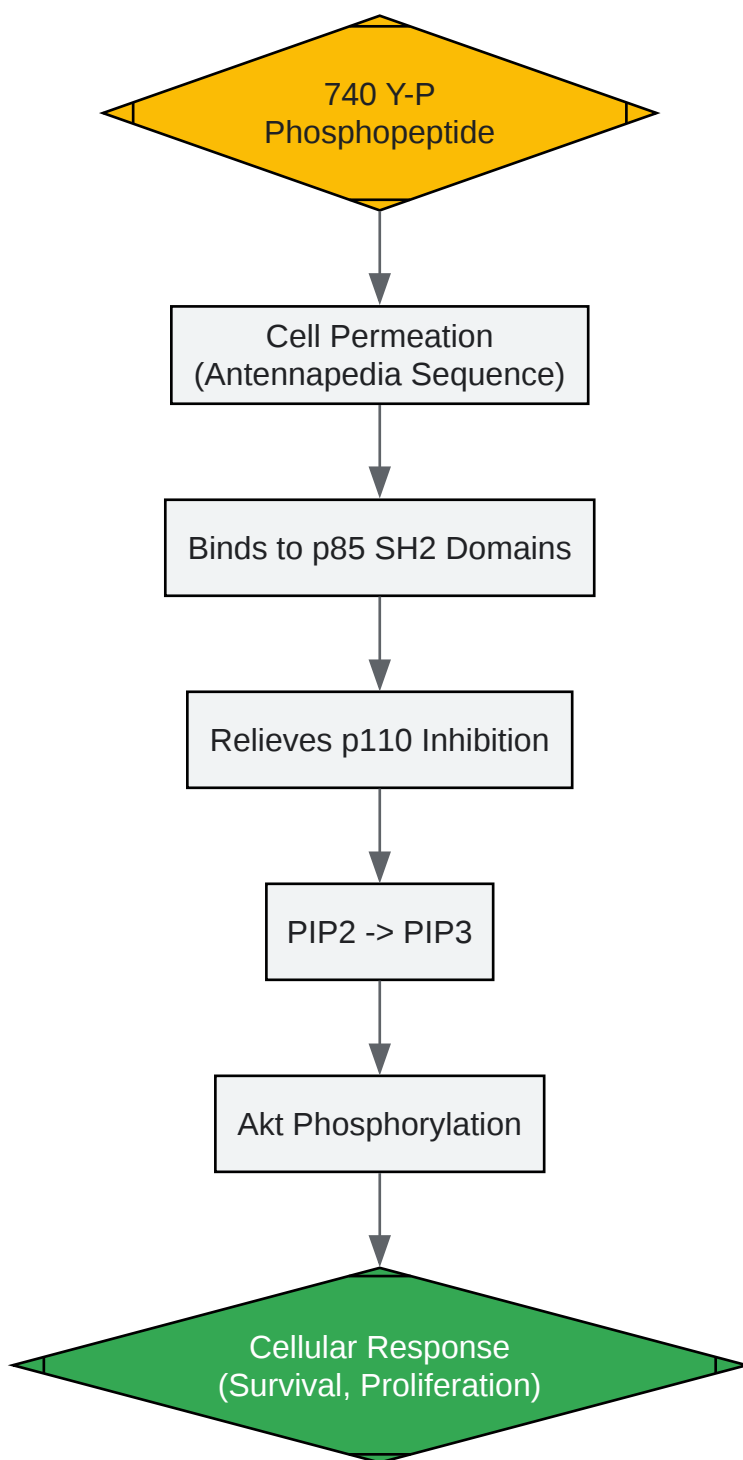 740 Y-P
Phosphopeptide
Cell Permeation
(Antennapedia Sequence)
Binds to p85 SH2 Domains
Relieves p110 Inhibition
PIP2 -> PIP3
Akt Phosphorylation
Cellular Response
(Survival, Proliferation)